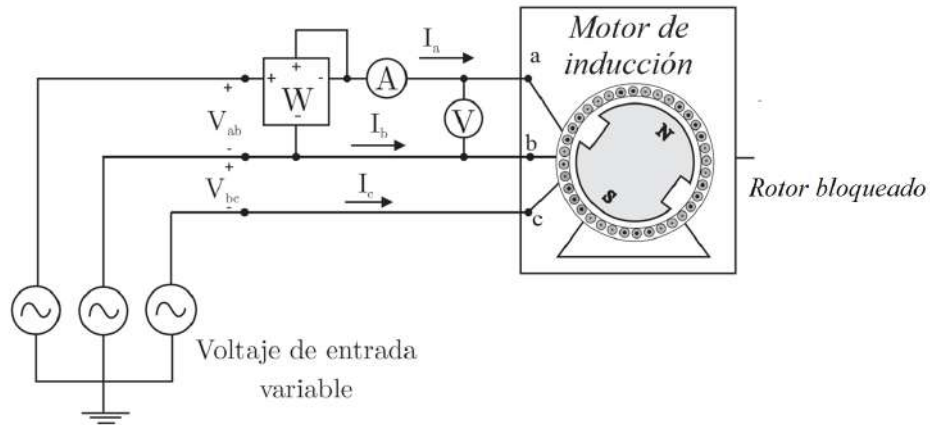 Motor de
inducción
I_a
a
+
-
+
+
-
W
-
A
V
V_ab
-
+
I_b
b
V_bc
-
I_c
c
N
S
Rotor bloqueado
Voltaje de entrada
variable